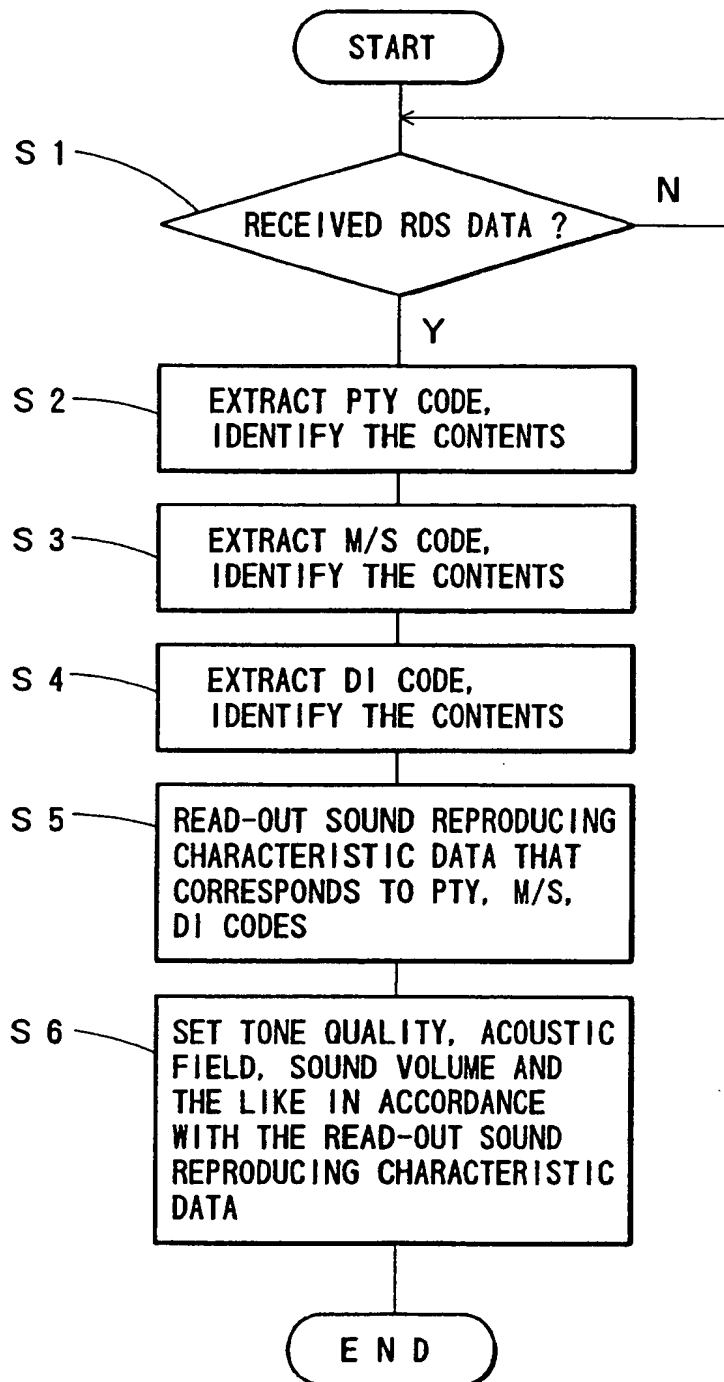 START
S 1
RECEIVED RDS DATA ?
N
Y
S 2
EXTRACT PTY CODE,
IDENTIFY THE CONTENTS
S 3
EXTRACT M/S CODE,
IDENTIFY THE CONTENTS
S 4
EXTRACT DI CODE,
IDENTIFY THE CONTENTS
S 5
READ-OUT SOUND REPRODUCING
CHARACTERISTIC DATA THAT
CORRESPONDS TO PTY, M/S,
DI CODES
S 6
SET TONE QUALITY, ACOUSTIC
FIELD, SOUND VOLUME AND
THE LIKE IN ACCORDANCE
WITH THE READ-OUT SOUND
REPRODUCING CHARACTERISTIC
DATA
E N D